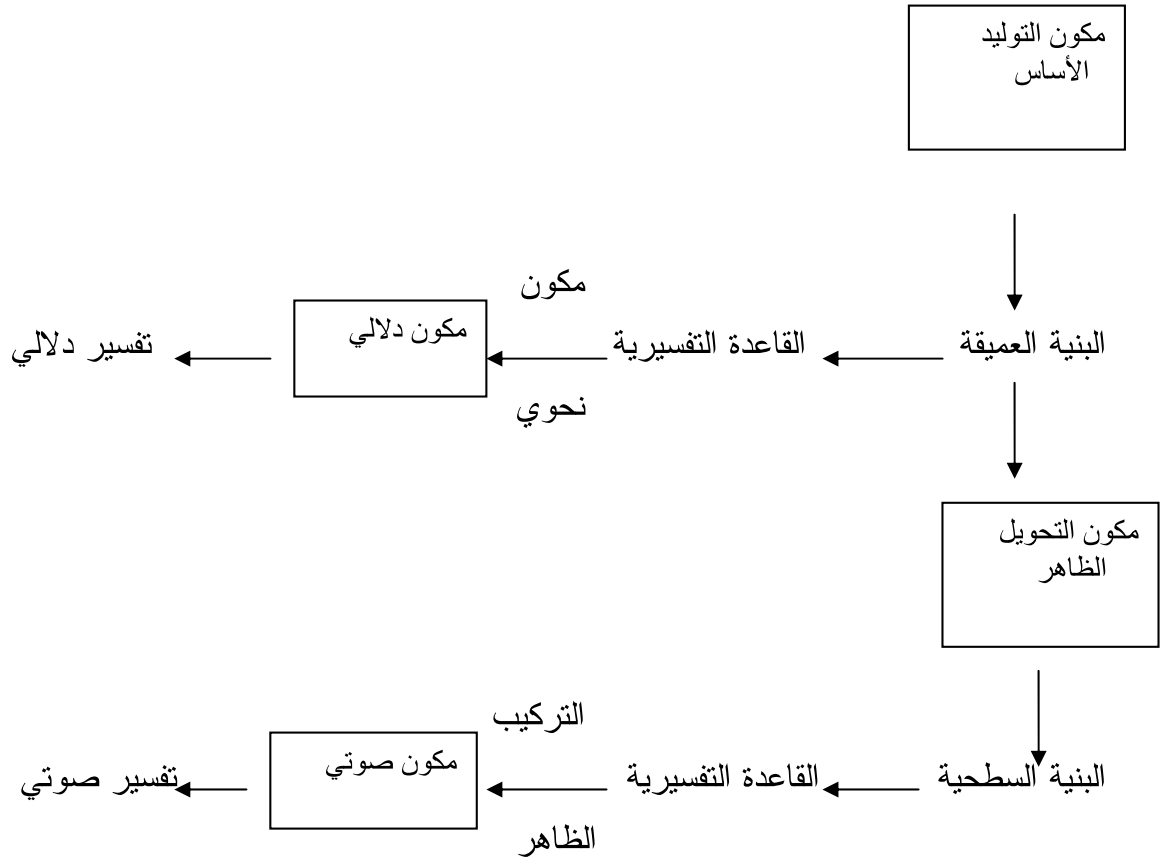 مكون التوليد
الأساس
مكون
البنية العميقة
القاعدة التفسيرية
مكون دلالي
تفسير دلالي
نحوي
مكون التحويل
الظاهر
التركيب
البنية السطحية
القاعدة التفسيرية
مكون صوتي
تفسير صوتي
الظاهر